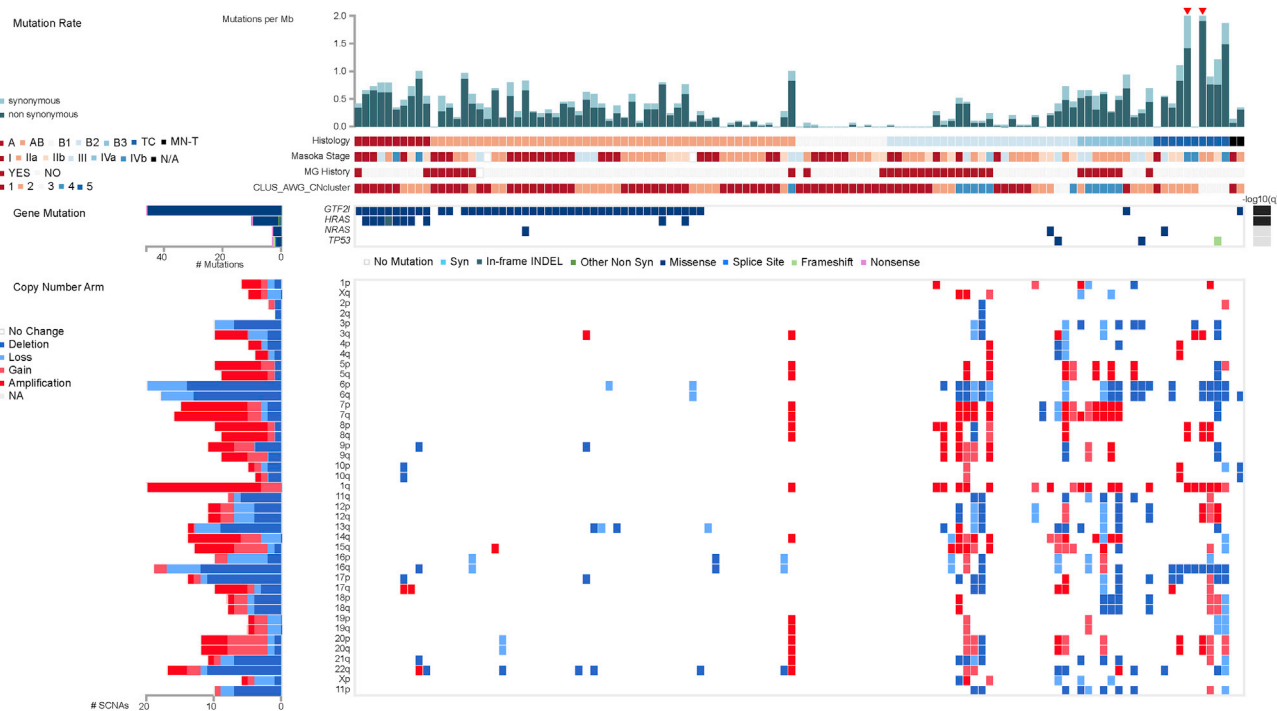 Mutation Rate
Mutations per Mb
2.0
1.5
1.0
0.5
0.0
synonymous
non synonymous
A AB B1 B2 B3 TC MN-T
Histology
I IIa IIb III IVa IVb N/A
Masoka Stage
YES NO
MG History
1 2 3 4 5
CLUS_AWG_CNcluster
-log10(q
Gene Mutation
GTF2I
HRAS
NRAS
TP53
40 20 0
# Mutations
No Mutation Syn In-frame INDEL Other Non Syn Missense Splice Site Frameshift Nonsense
Copy Number Arm
No Change
Deletion
Loss
Gain
Amplification
NA
1p
Xq
2p
2q
3p
3q
4p
4q
5p
5q
6p
6q
7p
7q
8p
8q
9p
9q
10p
10q
1q
11q
12p
12q
13q
14q
15q
16p
16q
17p
17q
18p
18q
19p
19q
20p
20q
21q
22q
Xp
11p
# SCNAs
20 10 0